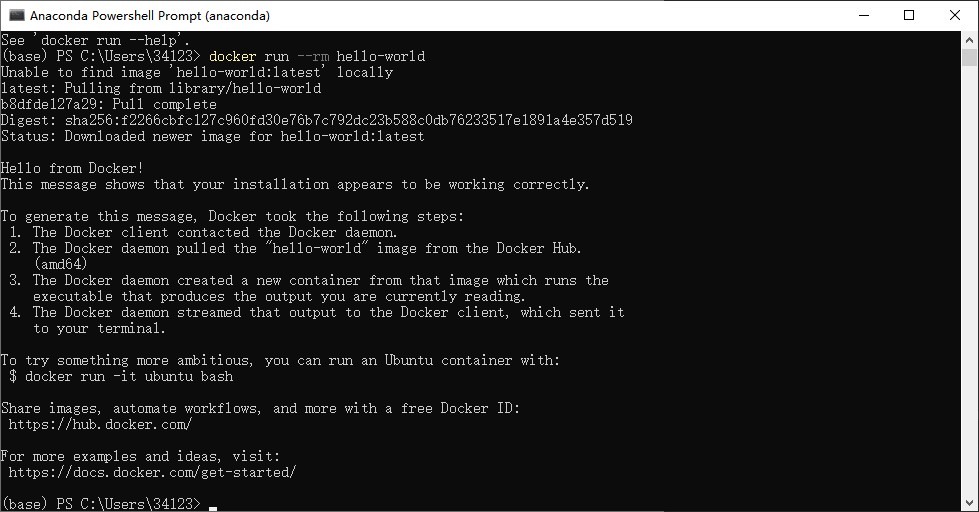 Anaconda Powershell Prompt (anaconda)
See 'docker run --help'.
(base) PS C:\Users\34123> docker run --rm hello-world
Unable to find image 'hello-world:latest' locally
latest: Pulling from library/hello-world
b8dfde127a29: Pull complete
Digest: sha256:f2266cbfc127c960fd30e76b7c792dc23b588c0db76233517e1891a4e357d519
Status: Downloaded newer image for hello-world:latest
Hello from Docker!
This message shows that your installation appears to be working correctly.
To generate this message, Docker took the following steps:
1. The Docker client contacted the Docker daemon.
2. The Docker daemon pulled the "hello-world" image from the Docker Hub.
(amd64)
3. The Docker daemon created a new container from that image which runs the
executable that produces the output you are currently reading.
4. The Docker daemon streamed that output to the Docker client, which sent it
to your terminal.
To try something more ambitious, you can run an Ubuntu container with:
$ docker run -it ubuntu bash
Share images, automate workflows, and more with a free Docker ID:
https://hub.docker.com/
For more examples and ideas, visit:
https://docs.docker.com/get-started/
(base) PS C:\Users\34123>